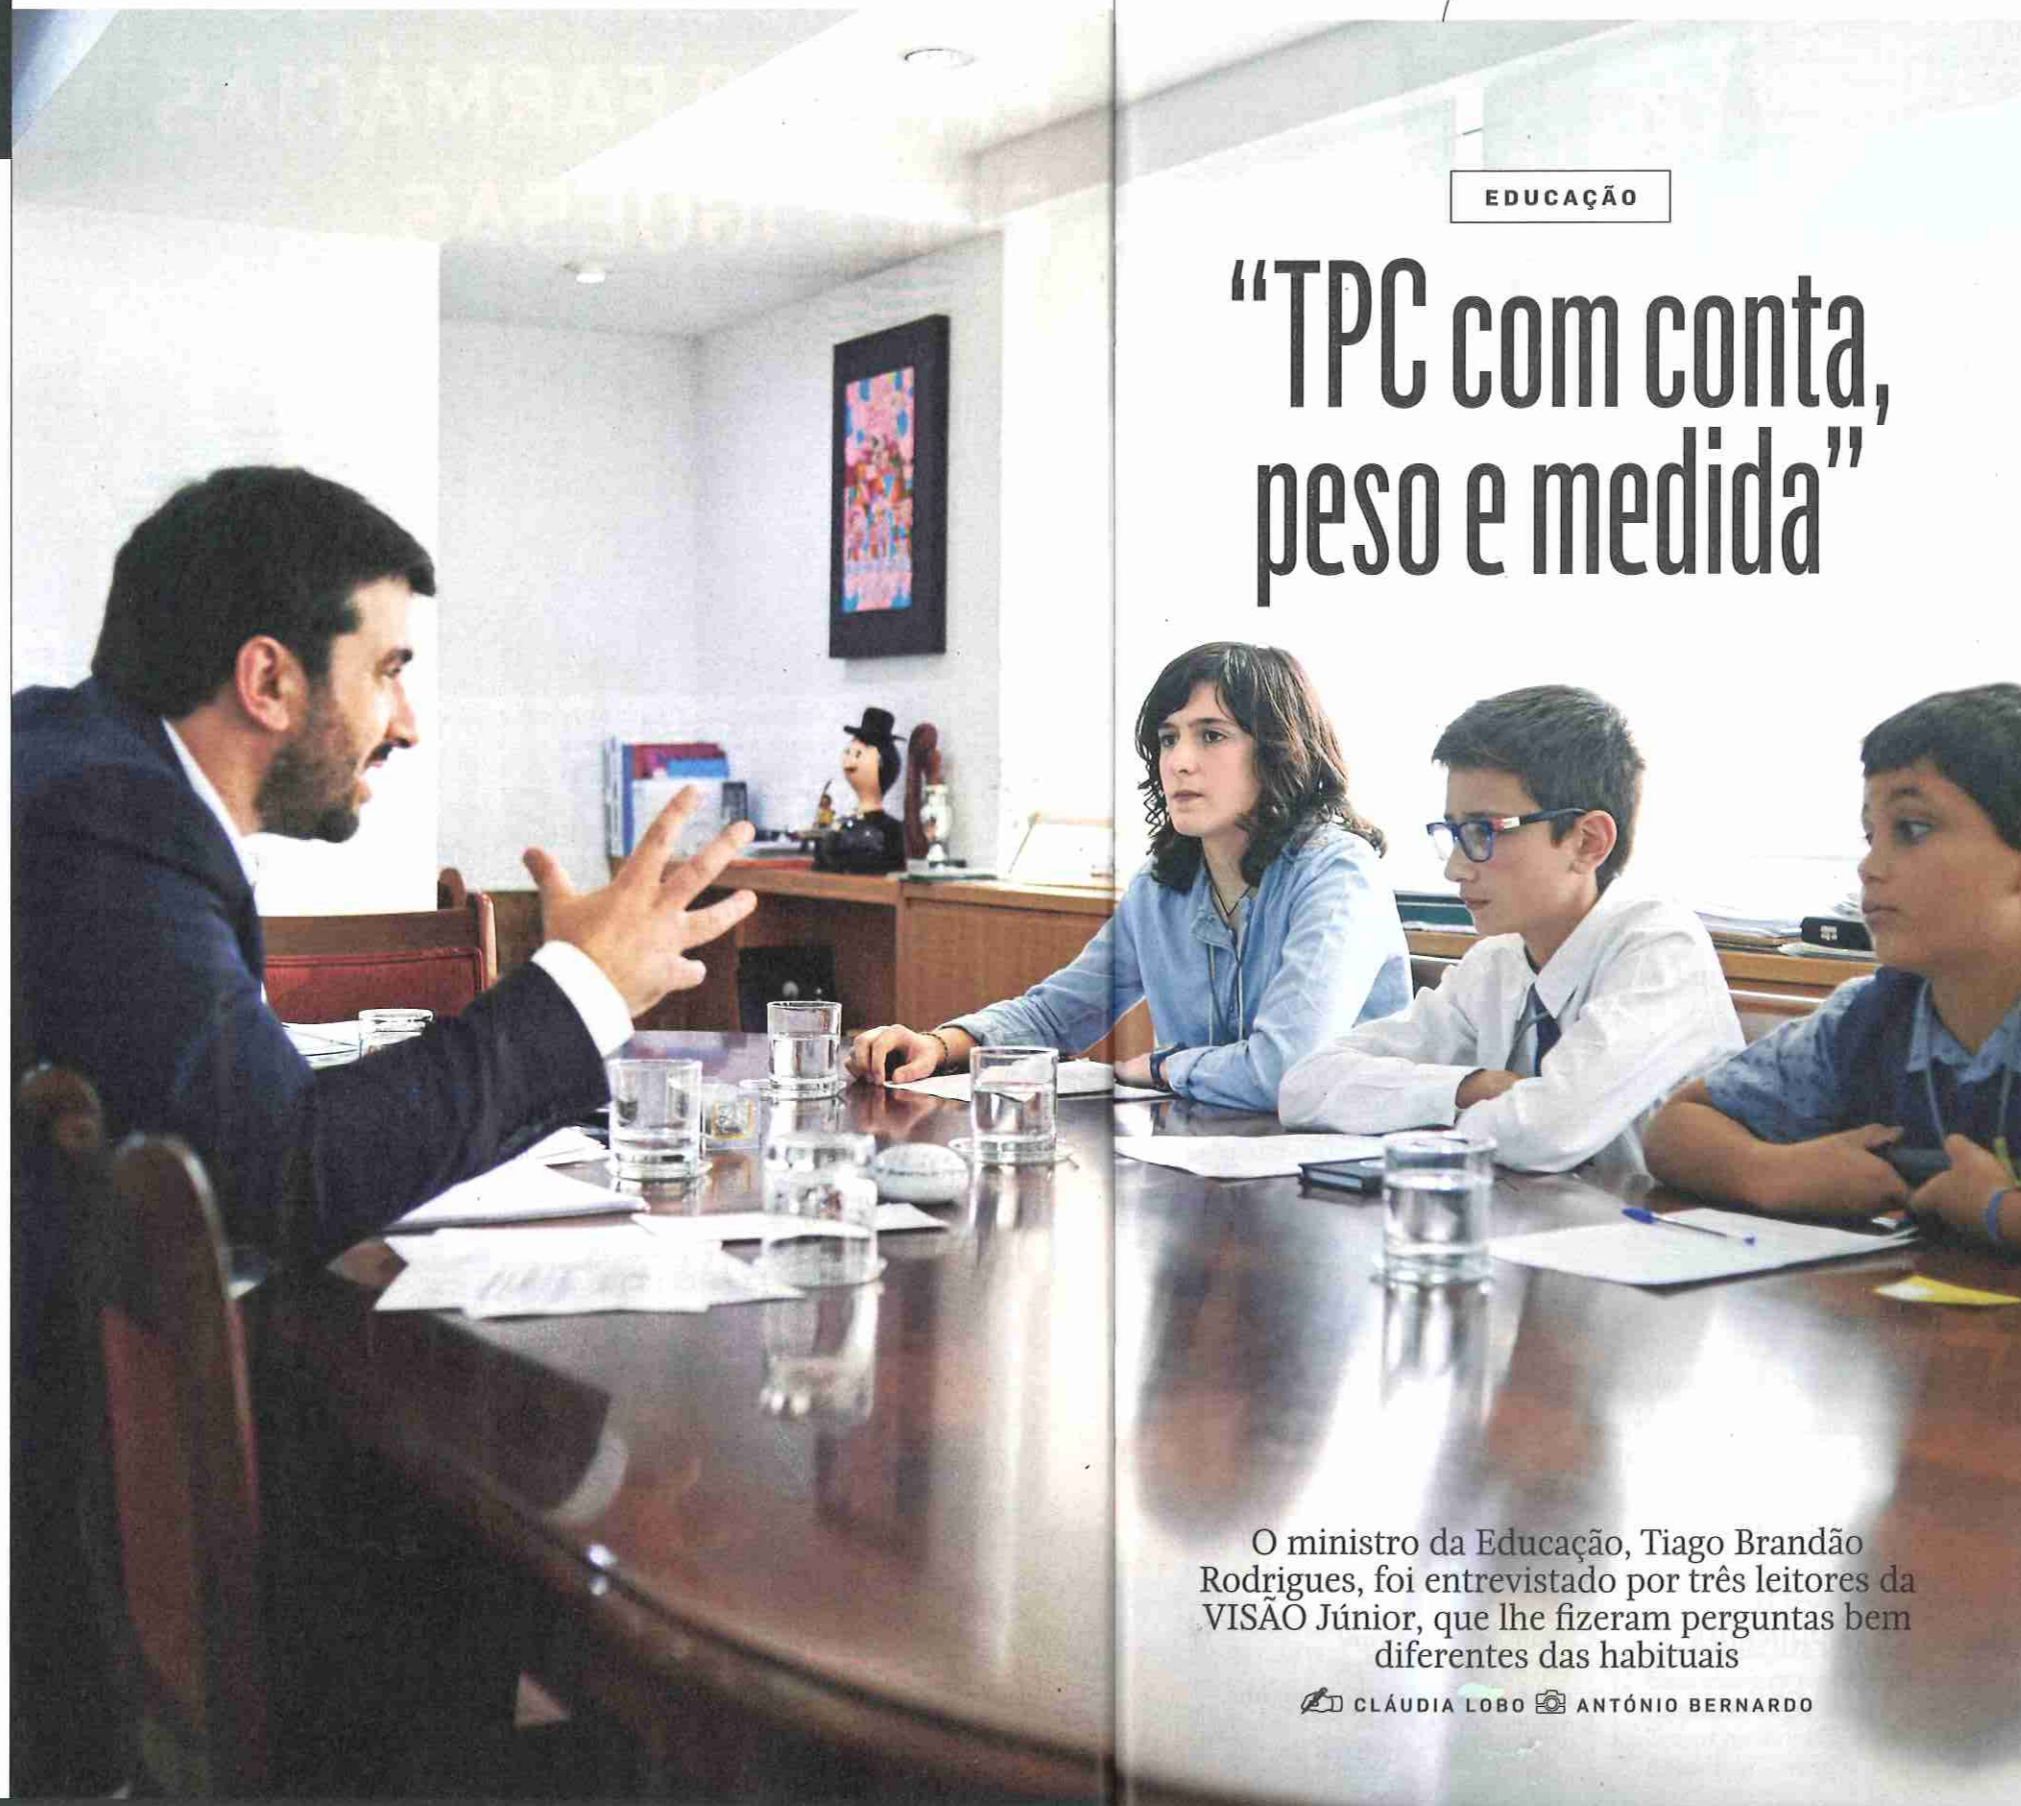 EDUCAÇÃO
“TPC com conta,
peso e medida”
O ministro da Educação, Tiago Brandão
Rodrigues, foi entrevistado por três leitores da
VISÃO Júnior, que lhe fizeram perguntas bem
diferentes das habituais
CLÁUDIA LOBO ANTÓNIO BERNARDO